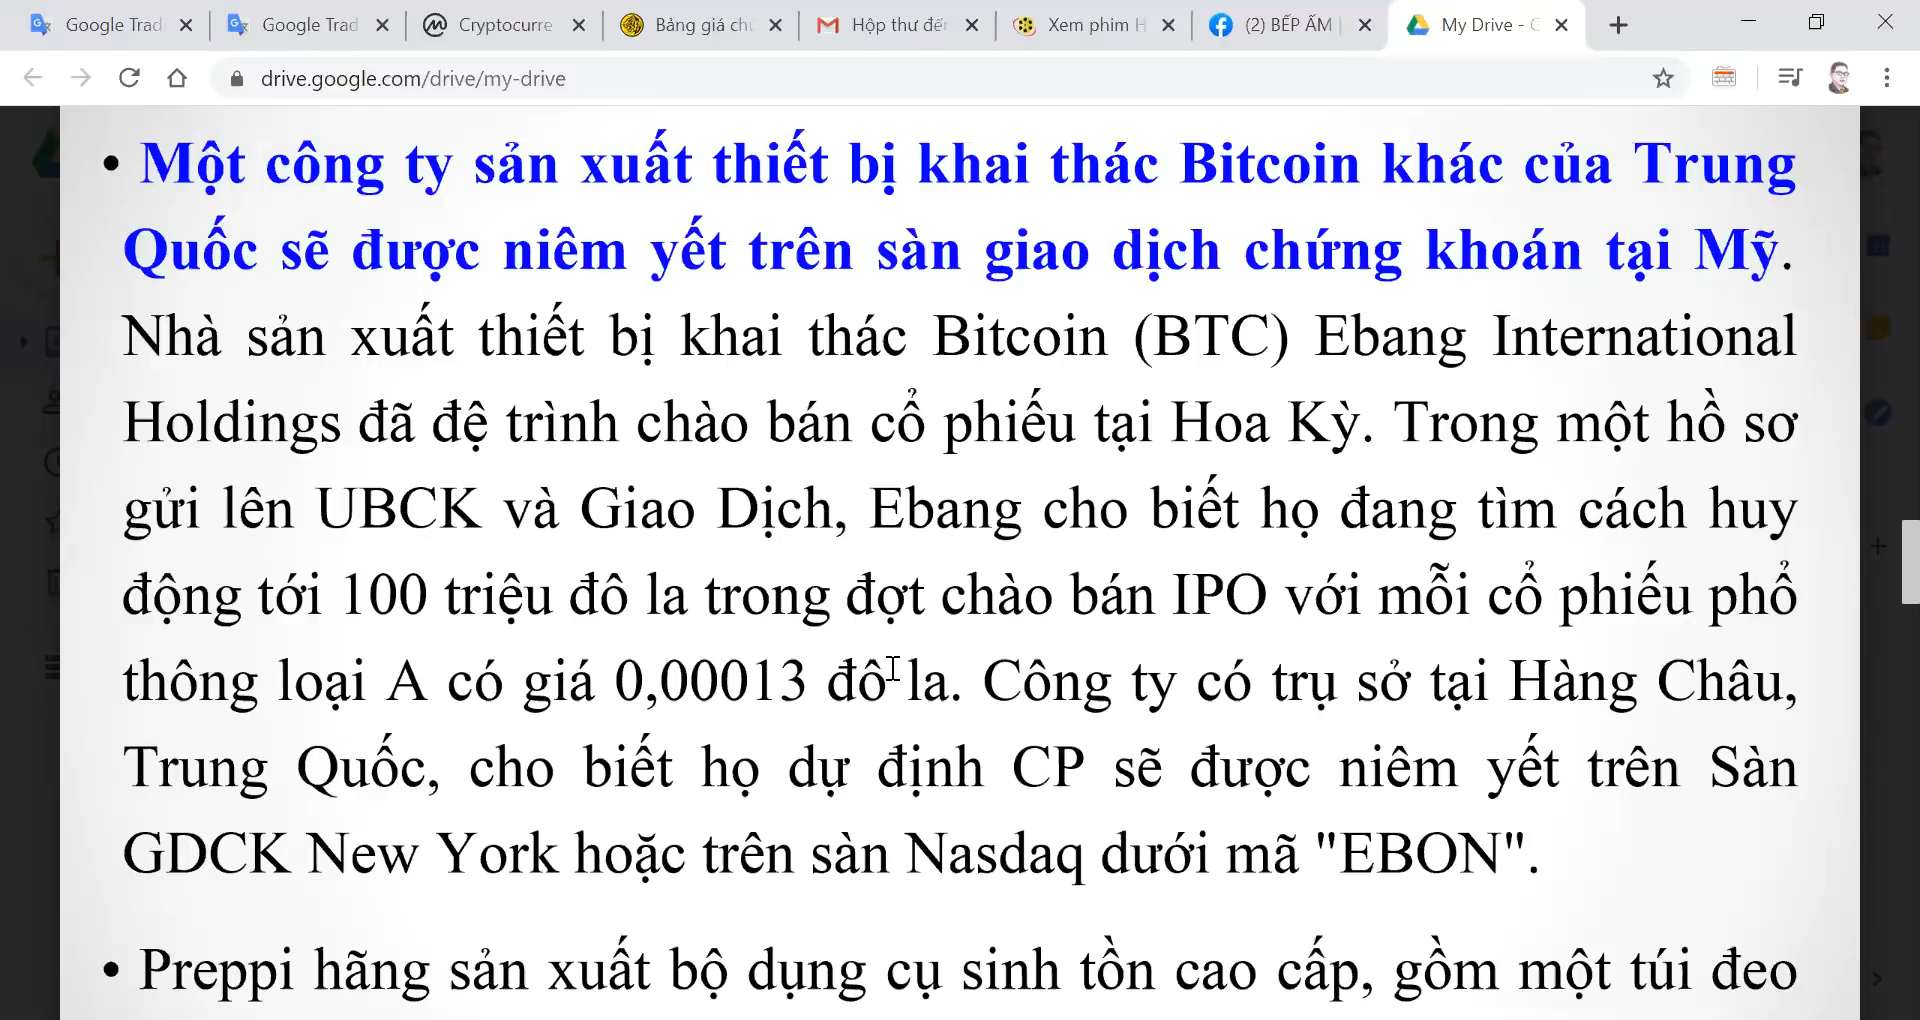 Google Trad
Google Trad
Cryptocurre
Bảng giá ch
Hộp thư đến
Xem phim H
(2) BẾP ẤM
My Drive - G
drive.google.com/drive/my-drive
• Một công ty sản xuất thiết bị khai thác Bitcoin khác của Trung
Quốc sẽ được niêm yết trên sàn giao dịch chứng khoán tại Mỹ.
Nhà sản xuất thiết bị khai thác Bitcoin (BTC) Ebang International
Holdings đã đệ trình chào bán cổ phiếu tại Hoa Kỳ. Trong một hồ sơ
gửi lên UBCK và Giao Dịch, Ebang cho biết họ đang tìm cách huy
động tới 100 triệu đô la trong đợt chào bán IPO với mỗi cổ phiếu phổ
thông loại A có giá 0,00013 đô la. Công ty có trụ sở tại Hàng Châu,
Trung Quốc, cho biết họ dự định CP sẽ được niêm yết trên Sàn
GDCK New York hoặc trên sàn Nasdaq dưới mã "EBON".
• Preppi hãng sản xuất bộ dụng cụ sinh tồn cao cấp, gồm một túi đeo